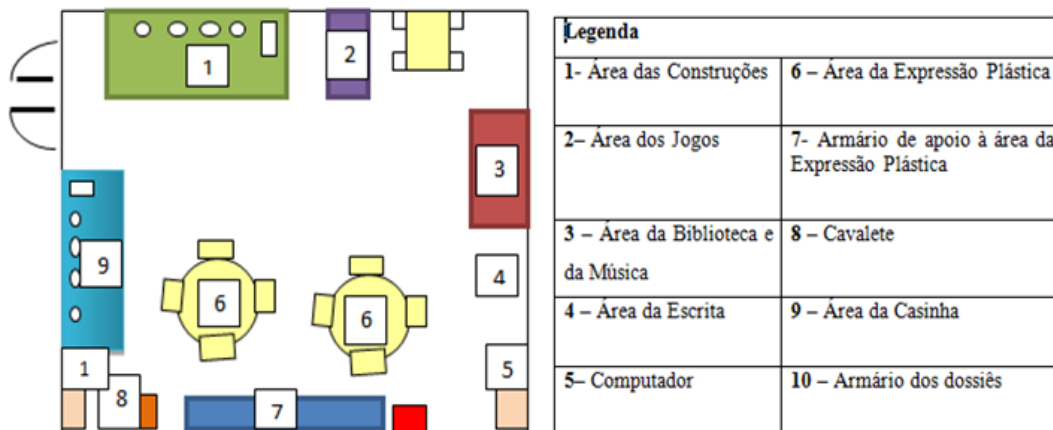 1
2
3
4
9
6
6
5
1
8
7
Legenda
1- Área das Construções
6 – Área da Expressão Plástica
2– Área dos Jogos
7- Armário de apoio à área da
Expressão Plástica
3 – Área da Biblioteca e
da Música
8 – Cavalete
4 – Área da Escrita
9 – Área da Casinha
5– Computador
10 – Armário dos dossiês